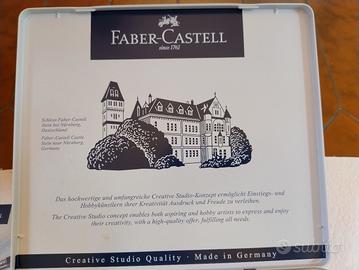 FABER-CASTELL
since 1761
Schloss Faber-Castell
Stein bei Nürnberg,
Deutschland
Faber-Castell Castle
Stein near Nuremberg,
Germany
Das hochwertige und umfangreiche Creative Studio-Konzept ermöglicht Einstiegs- und
Hobbykünstlern ihrer Kreativität Ausdruck und Freude zu verleihen.
The Creative Studio concept enables both aspiring and hobby artists to express and enjoy
their creativity, with a high-quality offer, fulfilling all needs.
Creative Studio Quality · Made in Germany
subito